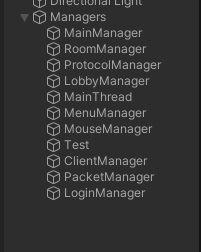 Directional Light
Managers
MainManager
RoomManager
ProtocolManager
LobbyManager
MainThread
MenuManager
MouseManager
Test
ClientManager
PacketManager
LoginManager